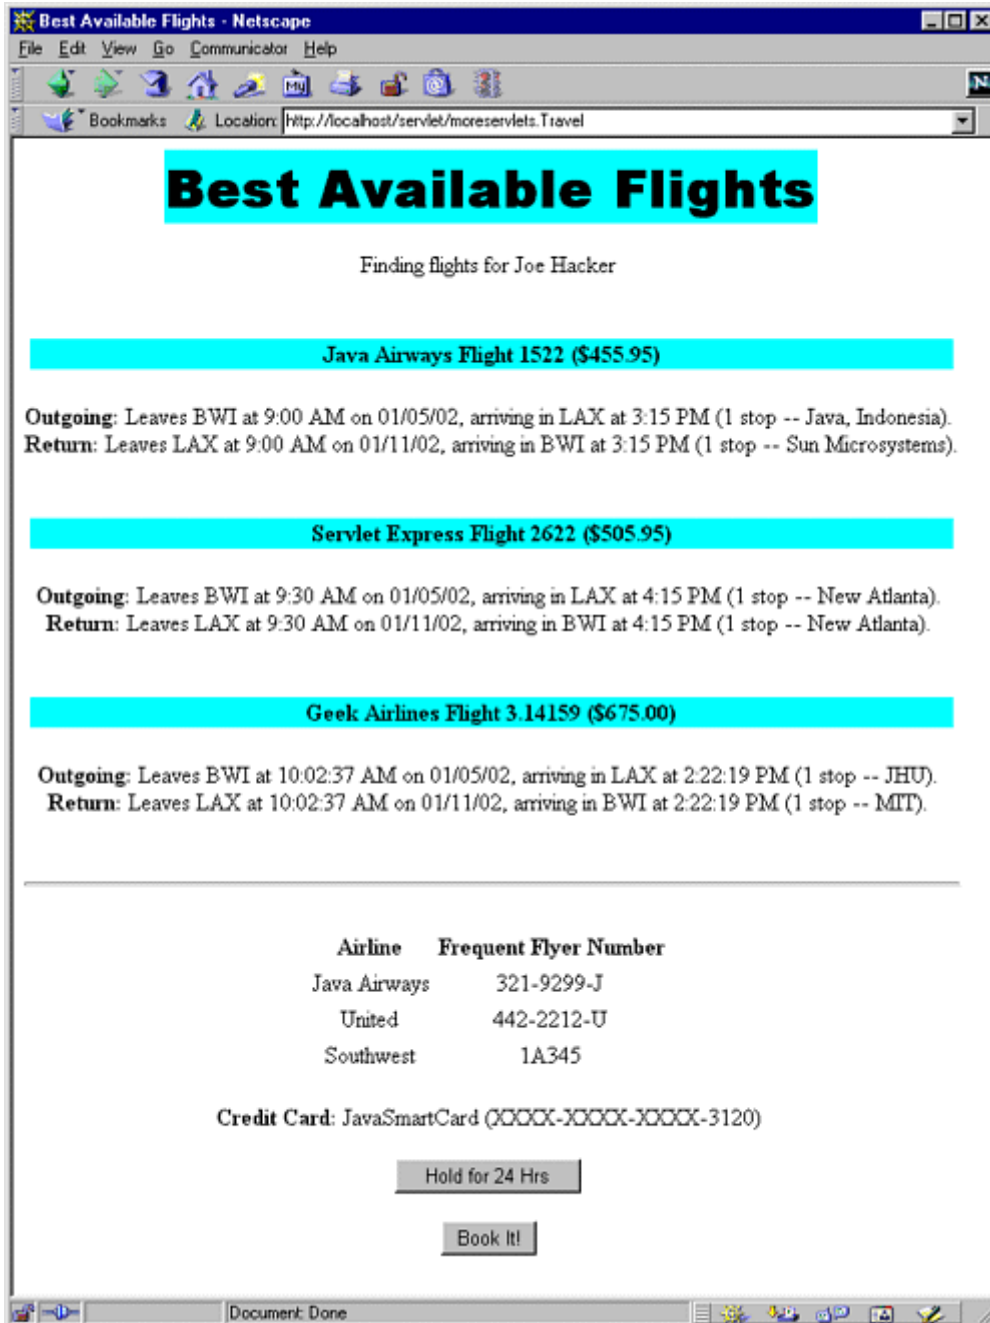 Best Available Flights - Netscape
File Edit View Go Communicator Help
My
N
Bookmarks Location: http://localhost/servlet/moreservlets.Travel
Best Available Flights
Finding flights for Joe Hacker
Java Airways Flight 1522 ($455.95)
Outgoing: Leaves BWI at 9:00 AM on 01/05/02, arriving in LAX at 3:15 PM (1 stop -- Java, Indonesia).
Return: Leaves LAX at 9:00 AM on 01/11/02, arriving in BWI at 3:15 PM (1 stop -- Sun Microsystems).
Servlet Express Flight 2622 ($505.95)
Outgoing: Leaves BWI at 9:30 AM on 01/05/02, arriving in LAX at 4:15 PM (1 stop -- New Atlanta).
Return: Leaves LAX at 9:30 AM on 01/11/02, arriving in BWI at 4:15 PM (1 stop -- New Atlanta).
Geek Airlines Flight 3.14159 ($675.00)
Outgoing: Leaves BWI at 10:02:37 AM on 01/05/02, arriving in LAX at 2:22:19 PM (1 stop -- JHU).
Return: Leaves LAX at 10:02:37 AM on 01/11/02, arriving in BWI at 2:22:19 PM (1 stop -- MIT).
Airline Frequent Flyer Number
Java Airways 321-9299-J
United 442-2212-U
Southwest 1A345
Credit Card: JavaSmartCard (XXXX-XXXX-XXXX-3120)
Hold for 24 Hrs
Book It!
Document: Done